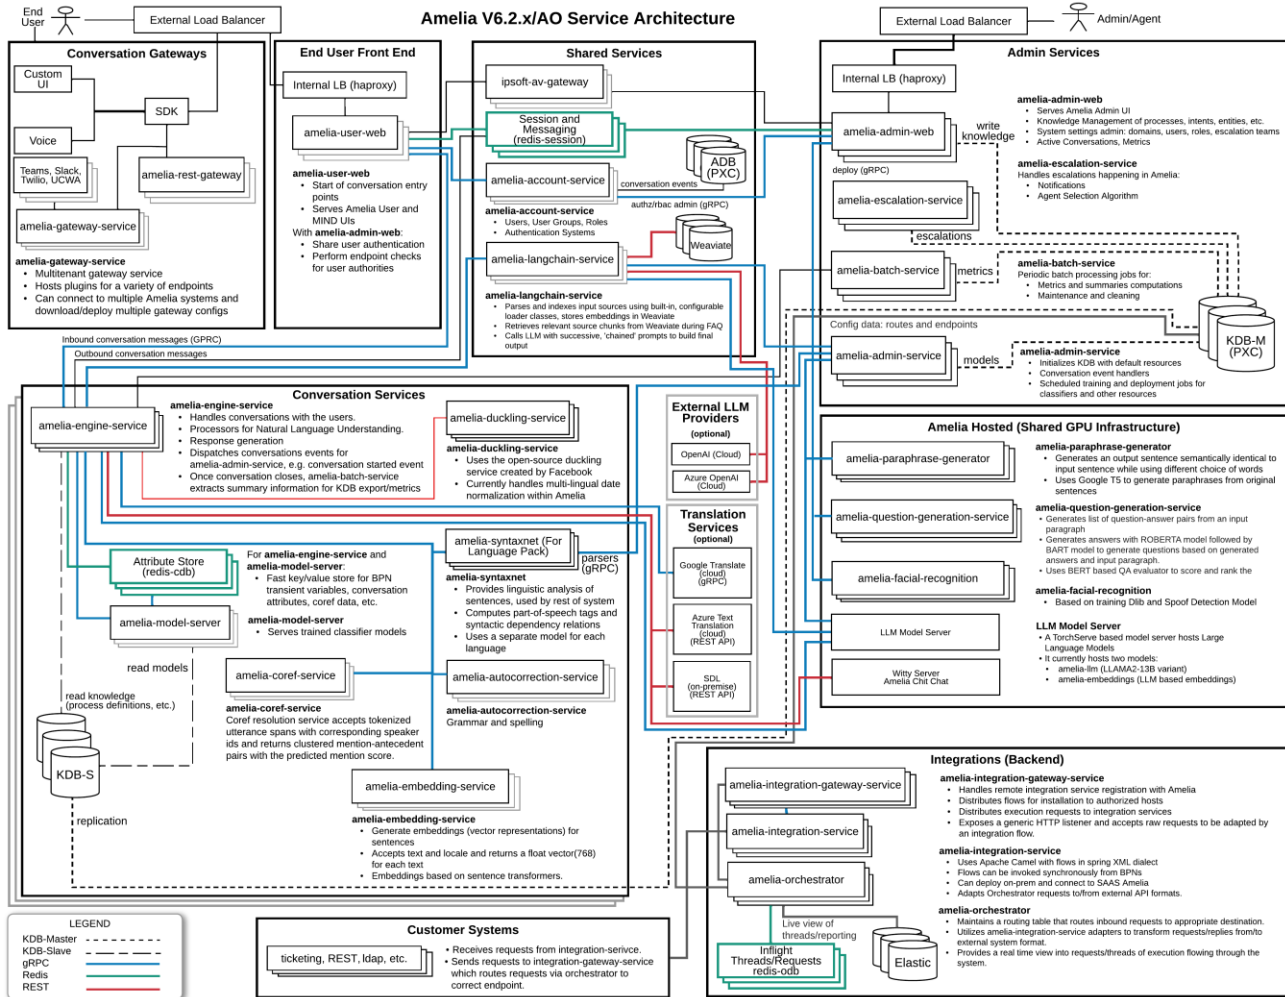 Amelia V6.2.x/AO Service Architecture
End
User
External Load Balancer
External Load Balancer
Admin/Agent
Conversation Gateways
Custom
UI
SDK
Voice
Teams, Slack,
Twilio, UCWA
amelia-rest-gateway
amelia-gateway-service
amelia-gateway-service
• Multitenant gateway service
• Hosts plugins for a variety of endpoints
• Can connect to multiple Amelia systems and
download/deploy multiple gateway configs
End User Front End
Internal LB (haproxy)
amelia-user-web
amelia-user-web
• Start of conversation entry
points
• Serves Amelia User and
MIND UIs
With amelia-admin-web:
• Share user authentication
• Perform endpoint checks
for user authorities
Shared Services
ipsoft-av-gateway
Session and
Messaging
(redis-session)
ADB
(PXC)
amelia-account-service
conversation events
authz/rbac admin (gRPC)
amelia-account-service
• Users, User Groups, Roles
• Authentication Systems
Weaviate
amelia-langchain-service
amelia-langchain-service
• Parses and indexes input sources using built-in, configurable
loader classes, stores embeddings in Weaviate
• Retrieves relevant source chunks from Weaviate during FAQ
• Calls LLM with successive, 'chained' prompts to build final
output
Admin Services
Internal LB (haproxy)
amelia-admin-web
write
knowledge
deploy (gRPC)
amelia-escalation-service
escalations
amelia-batch-service
metrics
Config data: routes and endpoints
amelia-admin-service
models
KDB-M
(PXC)
amelia-admin-web
• Serves Amelia Admin UI
• Knowledge Management of processes, intents, entities, etc.
• System settings admin: domains, users, roles, escalation teams
• Active Conversations, Metrics
amelia-escalation-service
Handles escalations happening in Amelia:
• Notifications
• Agent Selection Algorithm
amelia-batch-service
Periodic batch processing jobs for:
• Metrics and summaries computations
• Maintenance and cleaning
amelia-admin-service
• Initializes KDB with default resources
• Conversation event handlers
• Scheduled training and deployment jobs for
classifiers and other resources
Inbound conversation messages (GPRC)
Outbound conversation messages
Conversation Services
amelia-engine-service
amelia-engine-service
• Handles conversations with the users.
• Processors for Natural Language Understanding.
• Response generation
• Dispatches conversations events for
amelia-admin-service, e.g. conversation started event
• Once conversation closes, amelia-batch-service
extracts summary information for KDB export/metrics
amelia-duckling-service
amelia-duckling-service
• Uses the open-source duckling
service created by Facebook
• Currently handles multi-lingual date
normalization within Amelia
amelia-syntaxnet (For
Language Pack)
parsers
(gRPC)
amelia-syntaxnet
• Provides linguistic analysis of
sentences, used by rest of system
• Computes part-of-speech tags and
syntactic dependency relations
• Uses a separate model for each
language
Attribute Store
(redis-cdb)
For amelia-engine-service and
amelia-model-server:
• Fast key/value store for BPN
transient variables, conversation
attributes, coref data, etc.
amelia-model-server
amelia-model-server
• Serves trained classifier models
read models
amelia-coref-service
amelia-coref-service
Coref resolution service accepts tokenized
utterance spans with corresponding speaker
ids and returns clustered mention-antecedent
pairs with the predicted mention score.
amelia-autocorrection-service
amelia-autocorrection-service
Grammar and spelling
read knowledge
(process definitions, etc.)
KDB-S
replication
amelia-embedding-service
amelia-embedding-service
• Generate embeddings (vector representations) for
sentences
• Accepts text and locale and returns a float vector(768)
for each text
• Embeddings based on sentence transformers.
External LLM
Providers
(optional)
OpenAI (Cloud)
Azure OpenAI
(Cloud)
Translation
Services
(optional)
Google Translate
(cloud)
(gRPC)
Azure Text
Translation
(cloud)
(REST API)
SDL
(on-premise)
(REST API)
Amelia Hosted (Shared GPU Infrastructure)
amelia-paraphrase-generator
amelia-question-generation-service
amelia-facial-recognition
LLM Model Server
Witty Server
Amelia Chit Chat
amelia-paraphrase-generator
• Generates an output sentence semantically identical to
input sentence while using different choice of words
• Uses Google T5 to generate paraphrases from original
sentences
amelia-question-generation-service
• Generates list of question-answer pairs from an input
paragraph
• Generates answers with ROBERTA model followed by
BART model to generate questions based on generated
answers and input paragraph.
• Uses BERT based QA evaluator to score and rank the
amelia-facial-recognition
• Based on training Dlib and Spoof Detection Model
LLM Model Server
• A TorchServe based model server hosts Large
Language Models
• It currently hosts two models:
• amelia-llm (LLAMA2-13B variant)
• amelia-embeddings (LLM based embeddings)
Integrations (Backend)
amelia-integration-gateway-service
amelia-integration-service
amelia-orchestrator
Live view of
threads/reporting
Inflight
Threads/Requests
redis-odb
Elastic
amelia-integration-gateway-service
• Handles remote integration service registration with Amelia
• Distributes flows for installation to authorized hosts
• Distributes execution requests to integration services
• Exposes a generic HTTP listener and accepts raw requests to be adapted by
an integration flow.
amelia-integration-service
• Uses Apache Camel with flows in spring XML dialect
• Flows can be invoked synchronously from BPNs
• Can deploy on-prem and connect to SAAS Amelia
• Adapts Orchestrator requests to/from external API formats.
amelia-orchestrator
• Maintains a routing table that routes inbound requests to appropriate destination.
• Utilizes amelia-integration-service adapters to transform requests/replies from/to
external system format.
• Provides a real time view into requests/threads of execution flowing through the
system.
LEGEND
KDB-Master
KDB-Slave
gRPC
Redis
REST
Customer Systems
ticketing, REST, ldap, etc.
• Receives requests from integration-serivce.
• Sends requests to integration-gateway-service
which routes requests via orchestrator to
correct endpoint.